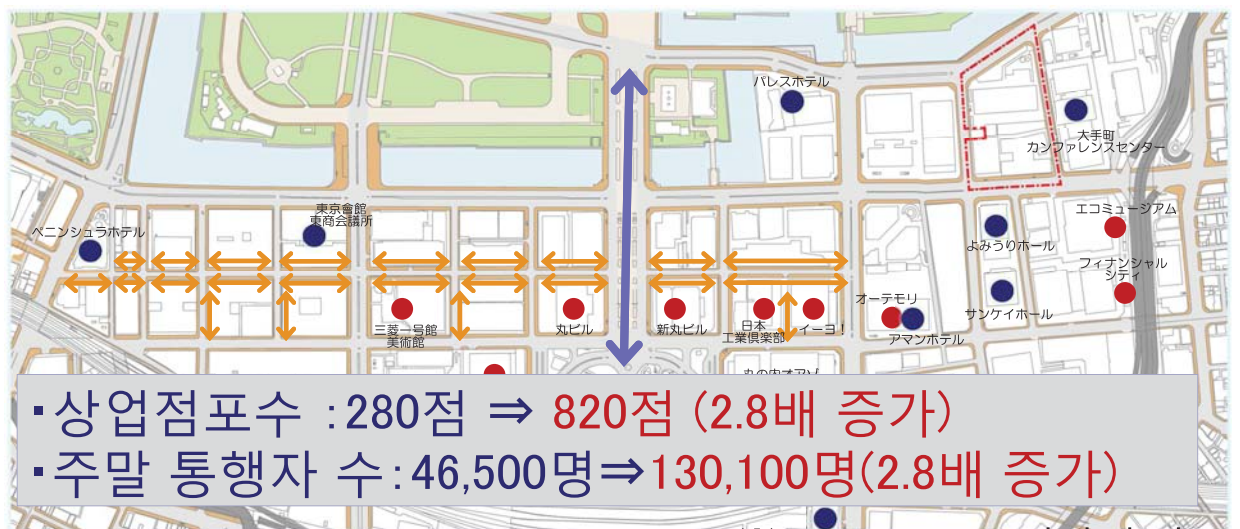 パレスホテル
大手町
カンファレンスセンター
東京會館
東商会議所
ペニンシュラホテル
エコミュージアム
よみうりホール
フィナンシャル
シティ
オーテモリ
サンケイホール
三菱一号館
美術館
丸ビル
新丸ビル
日本
工業倶楽部
イーヨ！
アマンホテル
▪상업점포수 :280점 ⇒ 820점 (2.8배 증가)
▪주말 통행자 수:46,500명⇒130,100명(2.8배 증가)